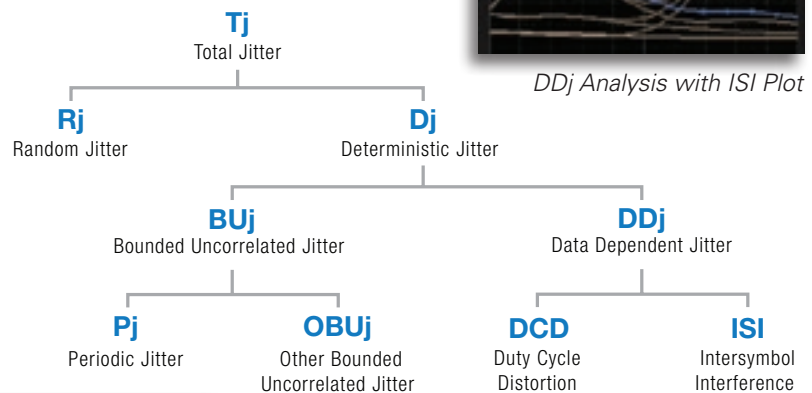 Tj
Total Jitter
DDj Analysis with ISI Plot
Rj
Random Jitter
Dj
Deterministic Jitter
BUj
Bounded Uncorrelated Jitter
DDj
Data Dependent Jitter
Pj
Periodic Jitter
OBUj
Other Bounded
Uncorrelated Jitter
DCD
Duty Cycle
Distortion
ISI
Intersymbol
Interference